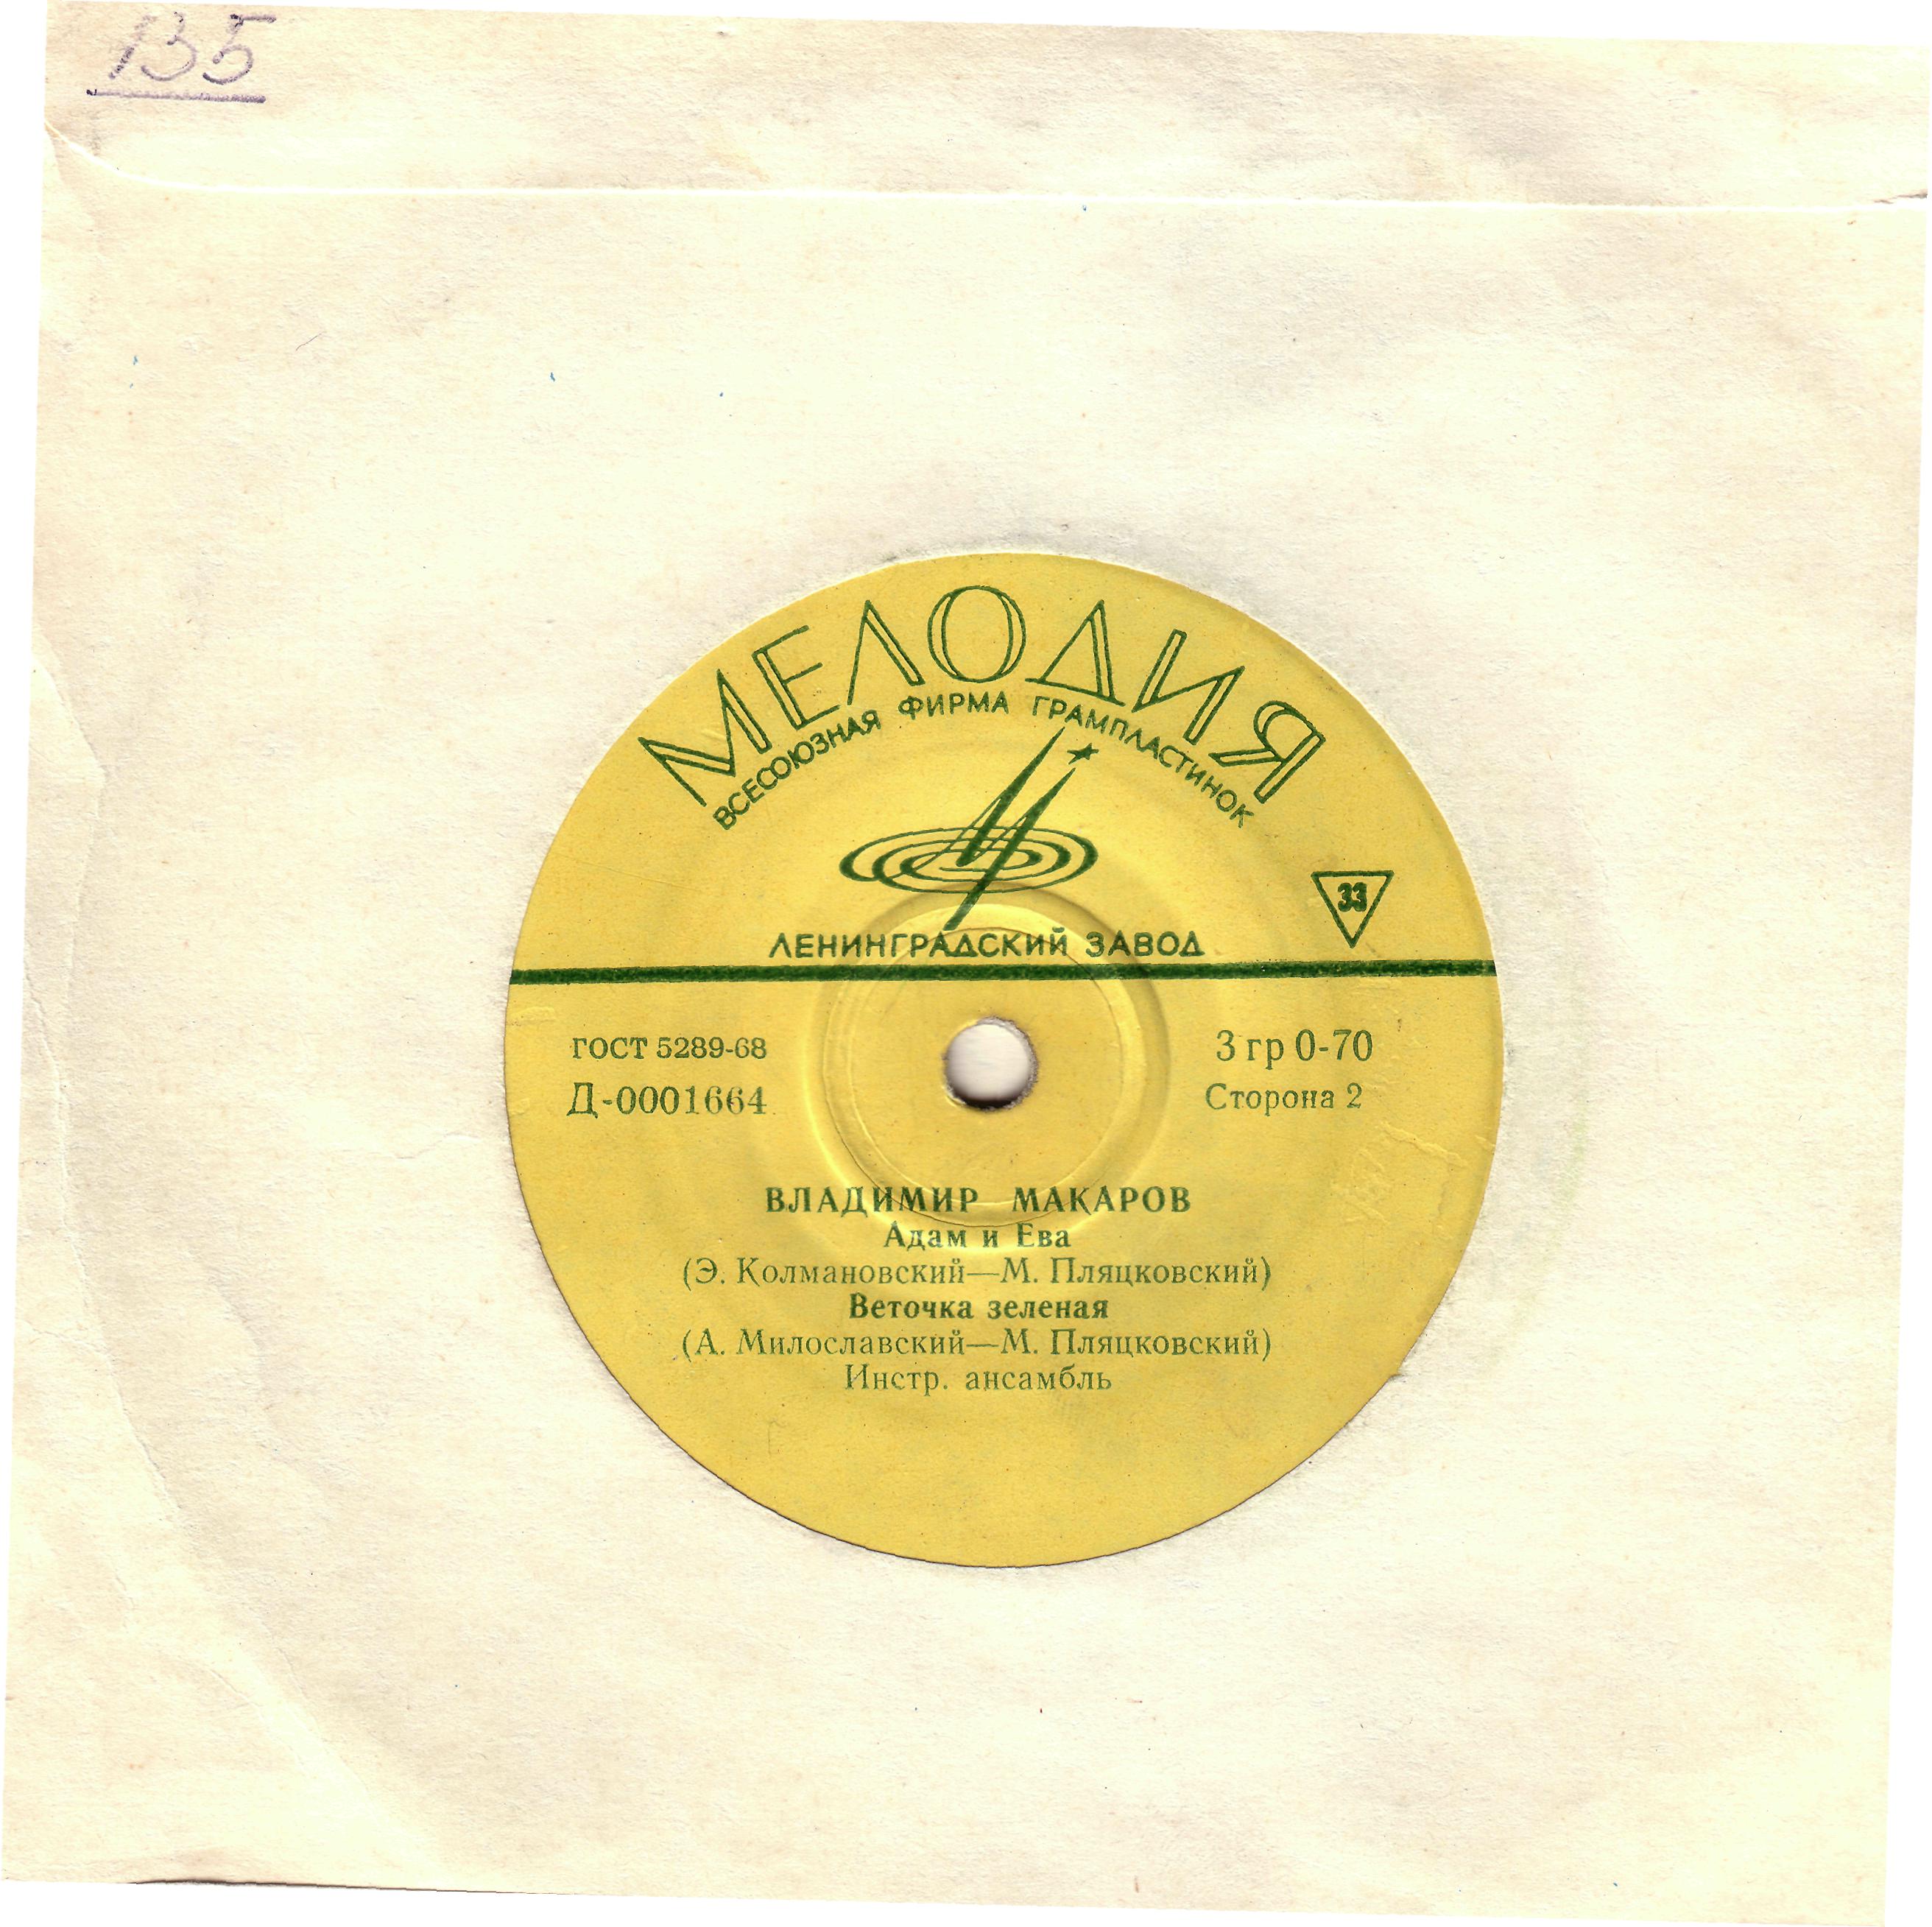 135
МЕЛОДИЯ
ВСЕСОЮЗНАЯ ФИРМА ГРАМПЛАСТИНОК
33
ЛЕНИНГРАДСКИЙ ЗАВОД
ГОСТ 5289-68
3 гр 0-70
Д-0001664
Сторона 2
ВЛАДИМИР МАКАРОВ
Адам и Ева
(Э. Колмановский—М. Пляцковский)
Веточка зеленая
(А. Милославский—М. Пляцковский)
Инстр. ансамбль